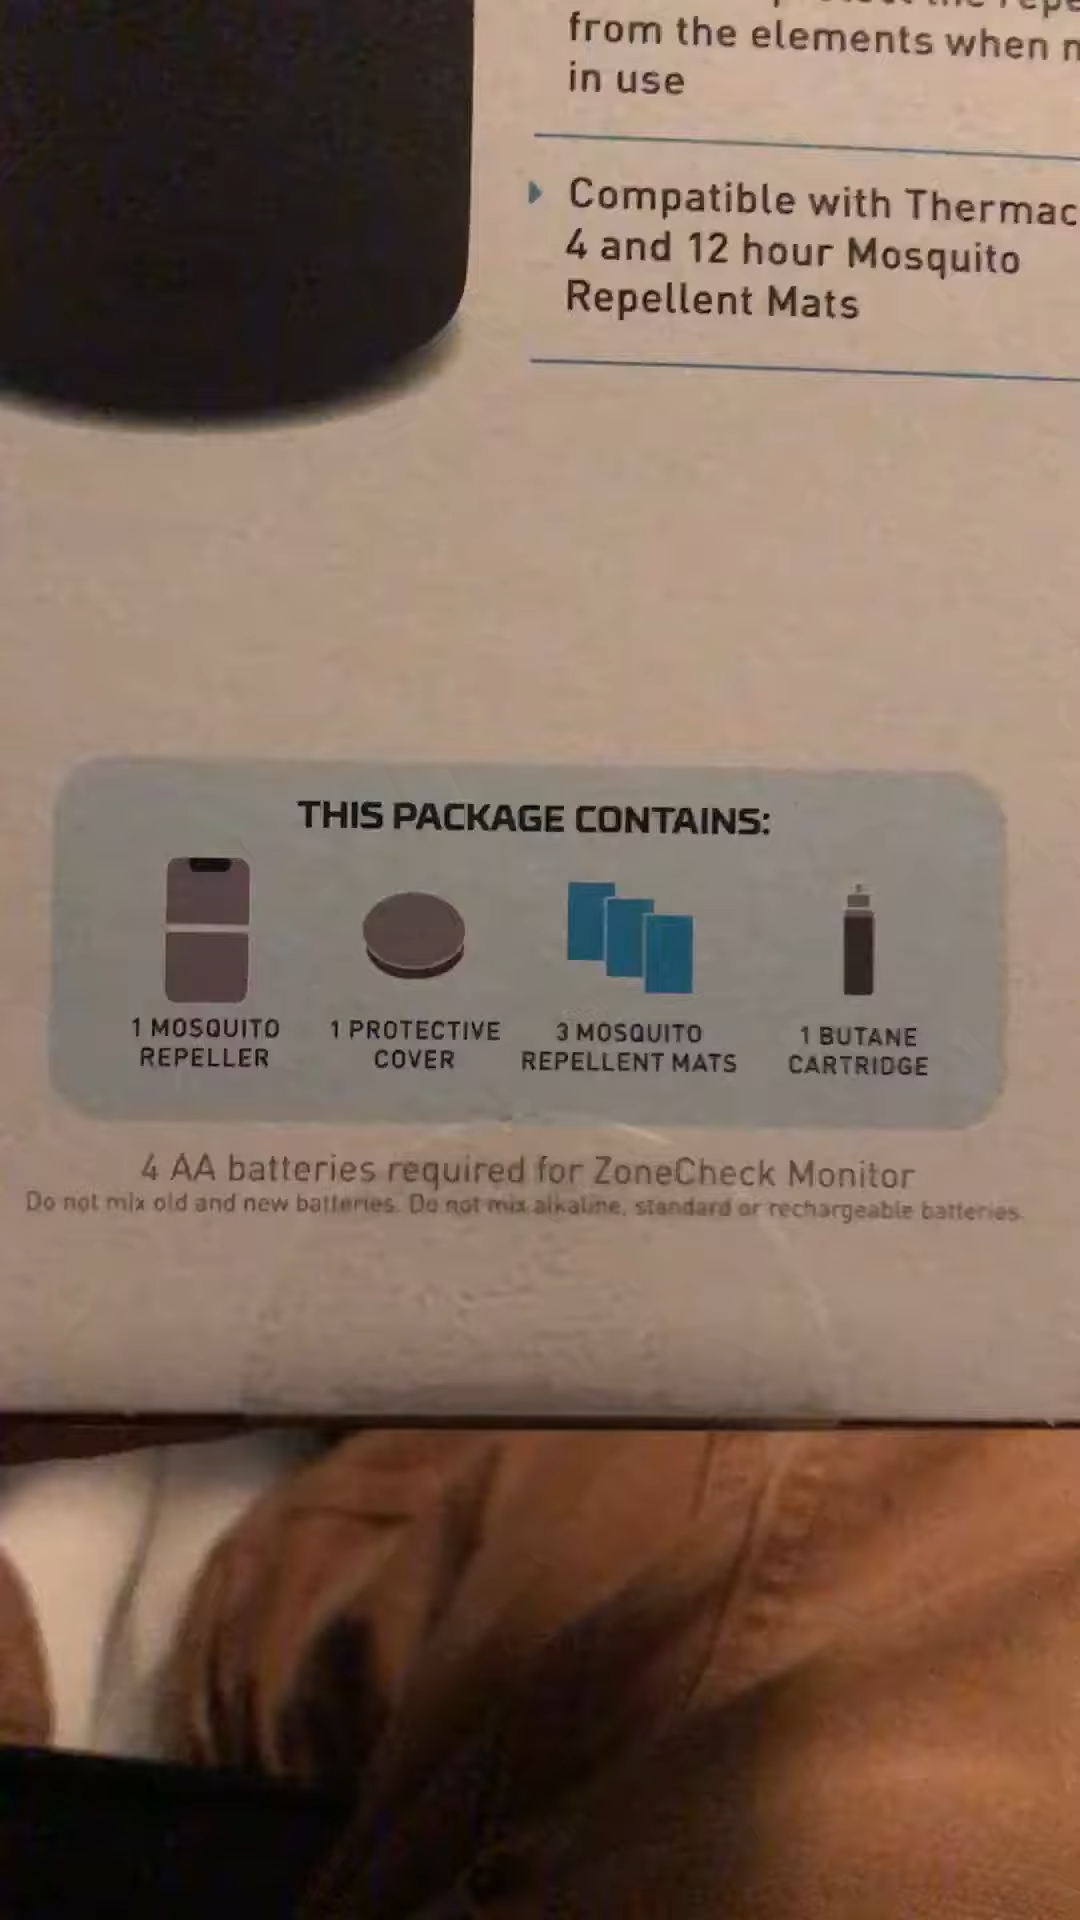 from the elements when
in use
Compatible with
4 and 12 hour Mosquito
Repellent Mats
THIS PACKAGE CONTAINS:
1 MOSQUITO
REPELLER
1 PROTECTIVE
COVER
3 MOSQUITO
REPELLENT MATS
1 BUTANE
CARTRIDGE
4 AA batteries required for ZoneCheck Monitor
Do not mix old and new batteries. Do not mix alkaline, standard or rechargeable batteries.